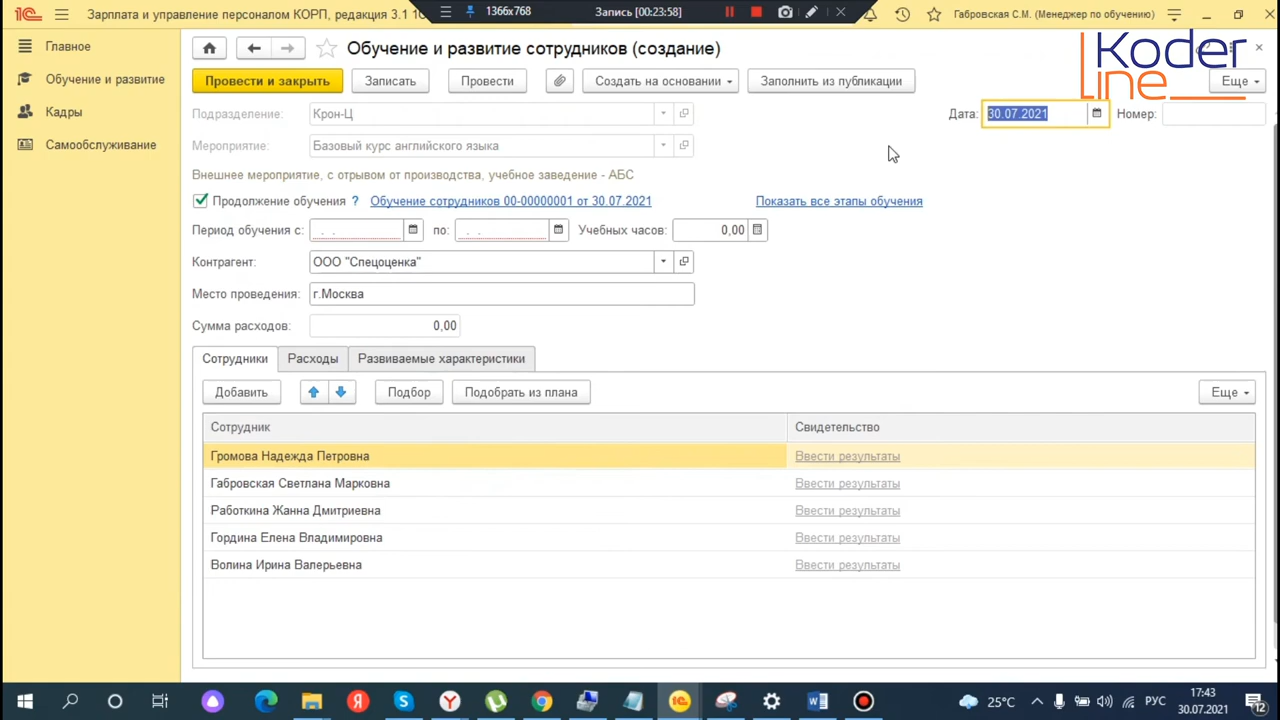 Зарплата и управление персоналом КОРП, редакция 3.1 1С
1366x768
Запись [00:23:58]
Габровская С.М. (Менеджер по обучению)
Koder line
Главное
Обучение и развитие
Кадры
Самообслуживание
Обучение и развитие сотрудников (создание)
Провести и закрыть
Записать
Провести
Создать на основании
Заполнить из публикации
Еще
Подразделение: Крон-Ц
Дата: 30.07.2021
Номер:
Мероприятие: Базовый курс английского языка
Внешнее мероприятие, с отрывом от производства, учебное заведение - АБС
Продолжение обучения ? Обучение сотрудников 00-00000001 от 30.07.2021 Показать все этапы обучения
Период обучения с: . . по: . . Учебных часов: 0,00
Контрагент: ООО "Спецоценка"
Место проведения: г.Москва
Сумма расходов: 0,00
Сотрудники Расходы Развиваемые характеристики
Добавить Подбор Подобрать из плана Еще
Сотрудник Свидетельство
Громова Надежда Петровна Ввести результаты
Габровская Светлана Марковна Ввести результаты
Работкина Жанна Дмитриевна Ввести результаты
Гордина Елена Владимировна Ввести результаты
Волина Ирина Валерьевна Ввести результаты
25°C
РУС
17:43
30.07.2021
12